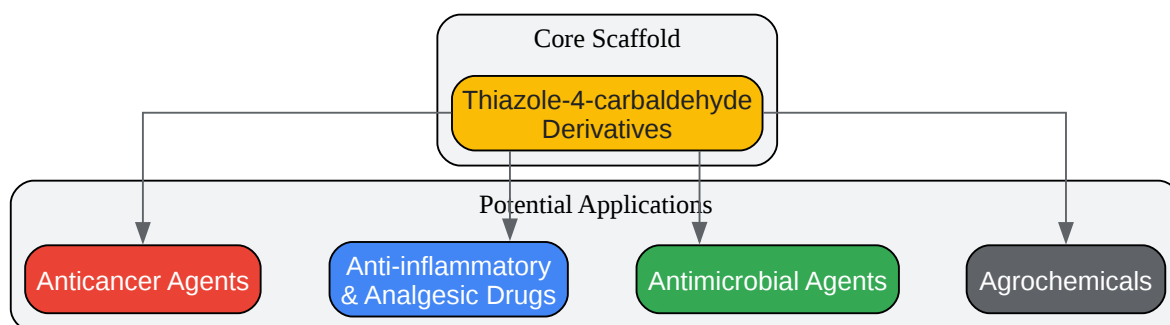 Core Scaffold
Thiazole-4-carbaldehyde
Derivatives
Potential Applications
Anticancer Agents
Anti-inflammatory
& Analgesic Drugs
Antimicrobial Agents
Agrochemicals